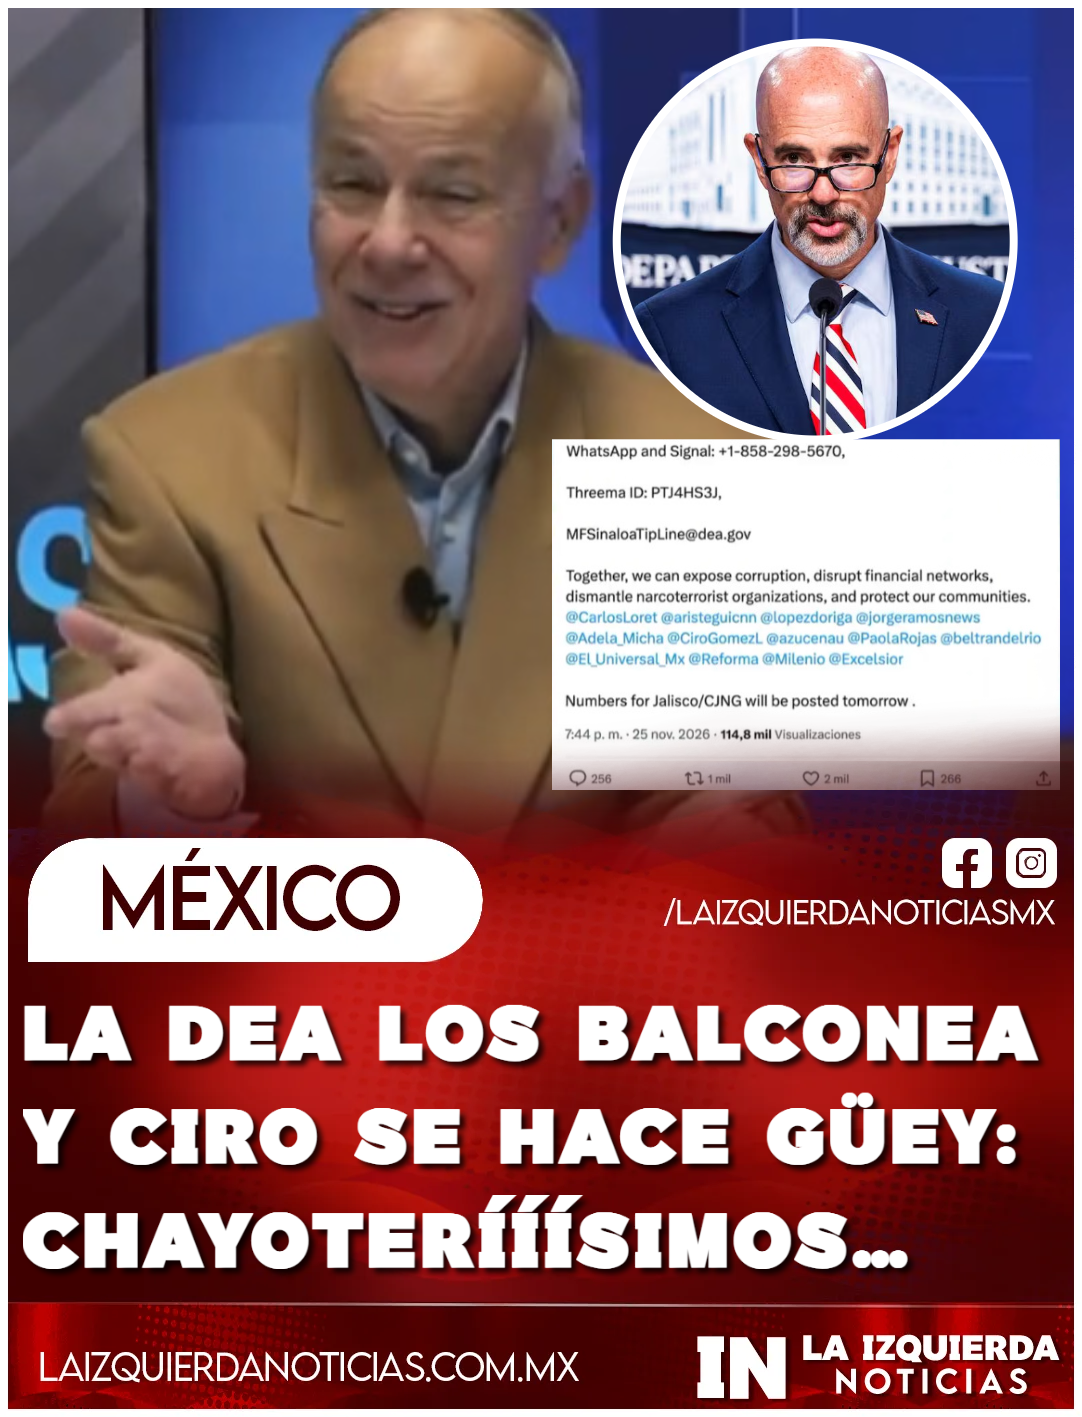 DEPAR
UST
WhatsApp and Signal: +1-858-298-5670,
Threema ID: PTJ4HS3J,
MFSinaloaTipLine@dea.gov
Together, we can expose corruption, disrupt financial networks,
dismantle narcoterrorist organizations, and protect our communities.
@CarlosLoret @aristeguicnn @lopezdoriga @jorgeramosnews
@Adela_Micha @CiroGomezL @azucenau @PaolaRojas @beltrandelrio
@El_Universal_Mx @Reforma @Milenio @Excelsior
Numbers for Jalisco/CJNG will be posted tomorrow .
7:44 p. m. · 25 nov. 2026 · 114,8 mil Visualizaciones
256 1 mil 2 mil 266
MÉXICO
/LAIZQUIERDANOTICIASMX
LA DEA LOS BALCONEA
Y CIRO SE HACE GÜEY:
CHAYOTERÍÍÍSIMOS...
LAIZQUIERDANOTICIAS.COM.MX
IN LA IZQUIERDA
NOTICIAS